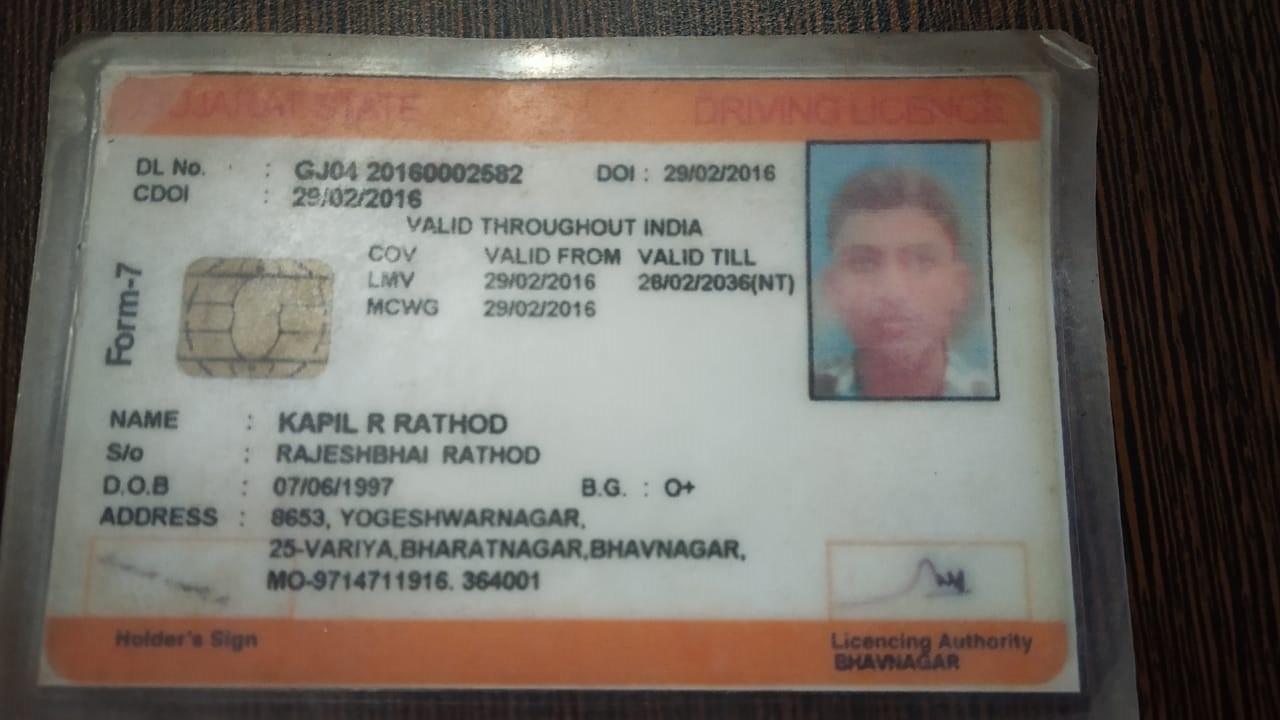 GUJARAT STATE DRIVING LICENCE
DL No. : GJ04 20160002582 DOI : 29/02/2016
CDOI : 29/02/2016
VALID THROUGHOUT INDIA
COV VALID FROM VALID TILL
LMV 29/02/2016 28/02/2036(NT)
MCWG 29/02/2016
Form-7
NAME : KAPIL R RATHOD
S/o : RAJESHBHAI RATHOD
D.O.B : 07/06/1997 B.G. : O+
ADDRESS : 8653, YOGESHWARNAGAR,
25-VARIYA,BHARATNAGAR,BHAVNAGAR,
MO-9714711916. 364001
Holder's Sign Licencing Authority
BHAVNAGAR